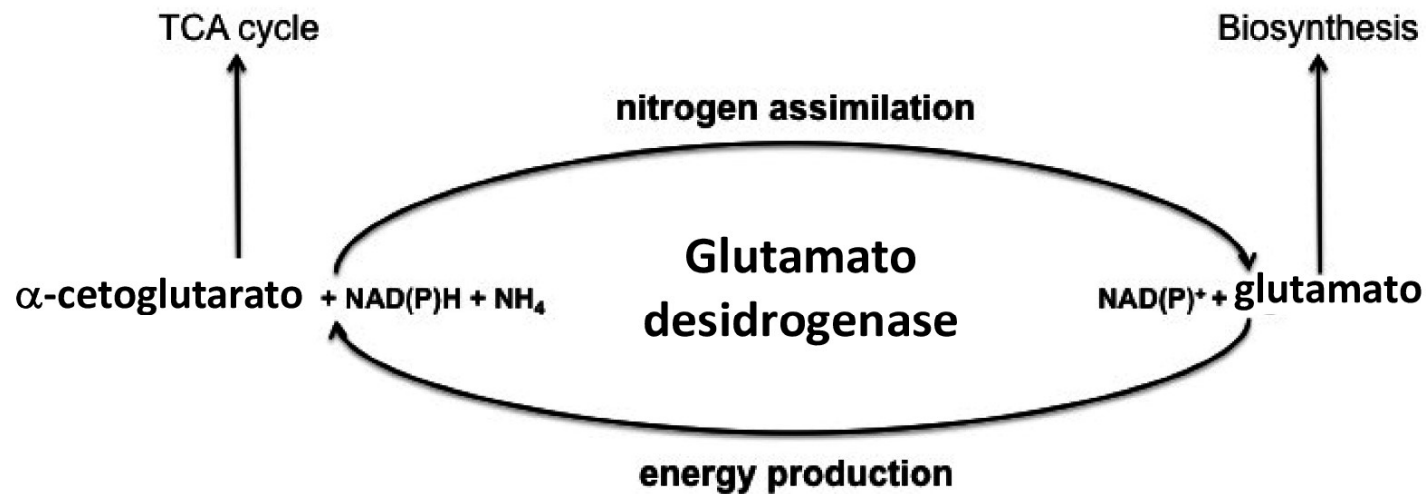 TCA cycle
Biosynthesis
nitrogen assimilation
Glutamato
desidrogenase
α-cetoglutarato + NAD(P)H + NH₄
NAD(P)⁺ + glutamato
energy production